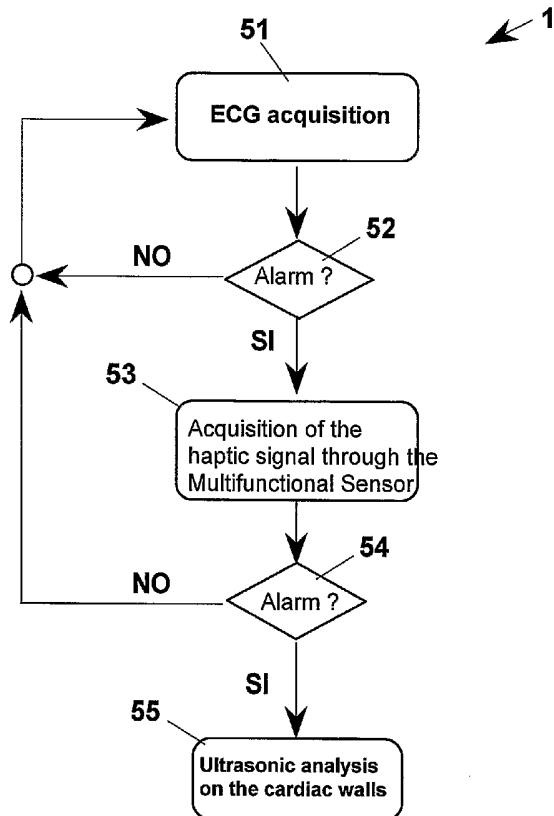 1
51
ECG acquisition
52
NO
Alarm ?
SI
53
Acquisition of the
haptic signal through the
Multifunctional Sensor
54
NO
Alarm ?
SI
55
Ultrasonic analysis
on the cardiac walls